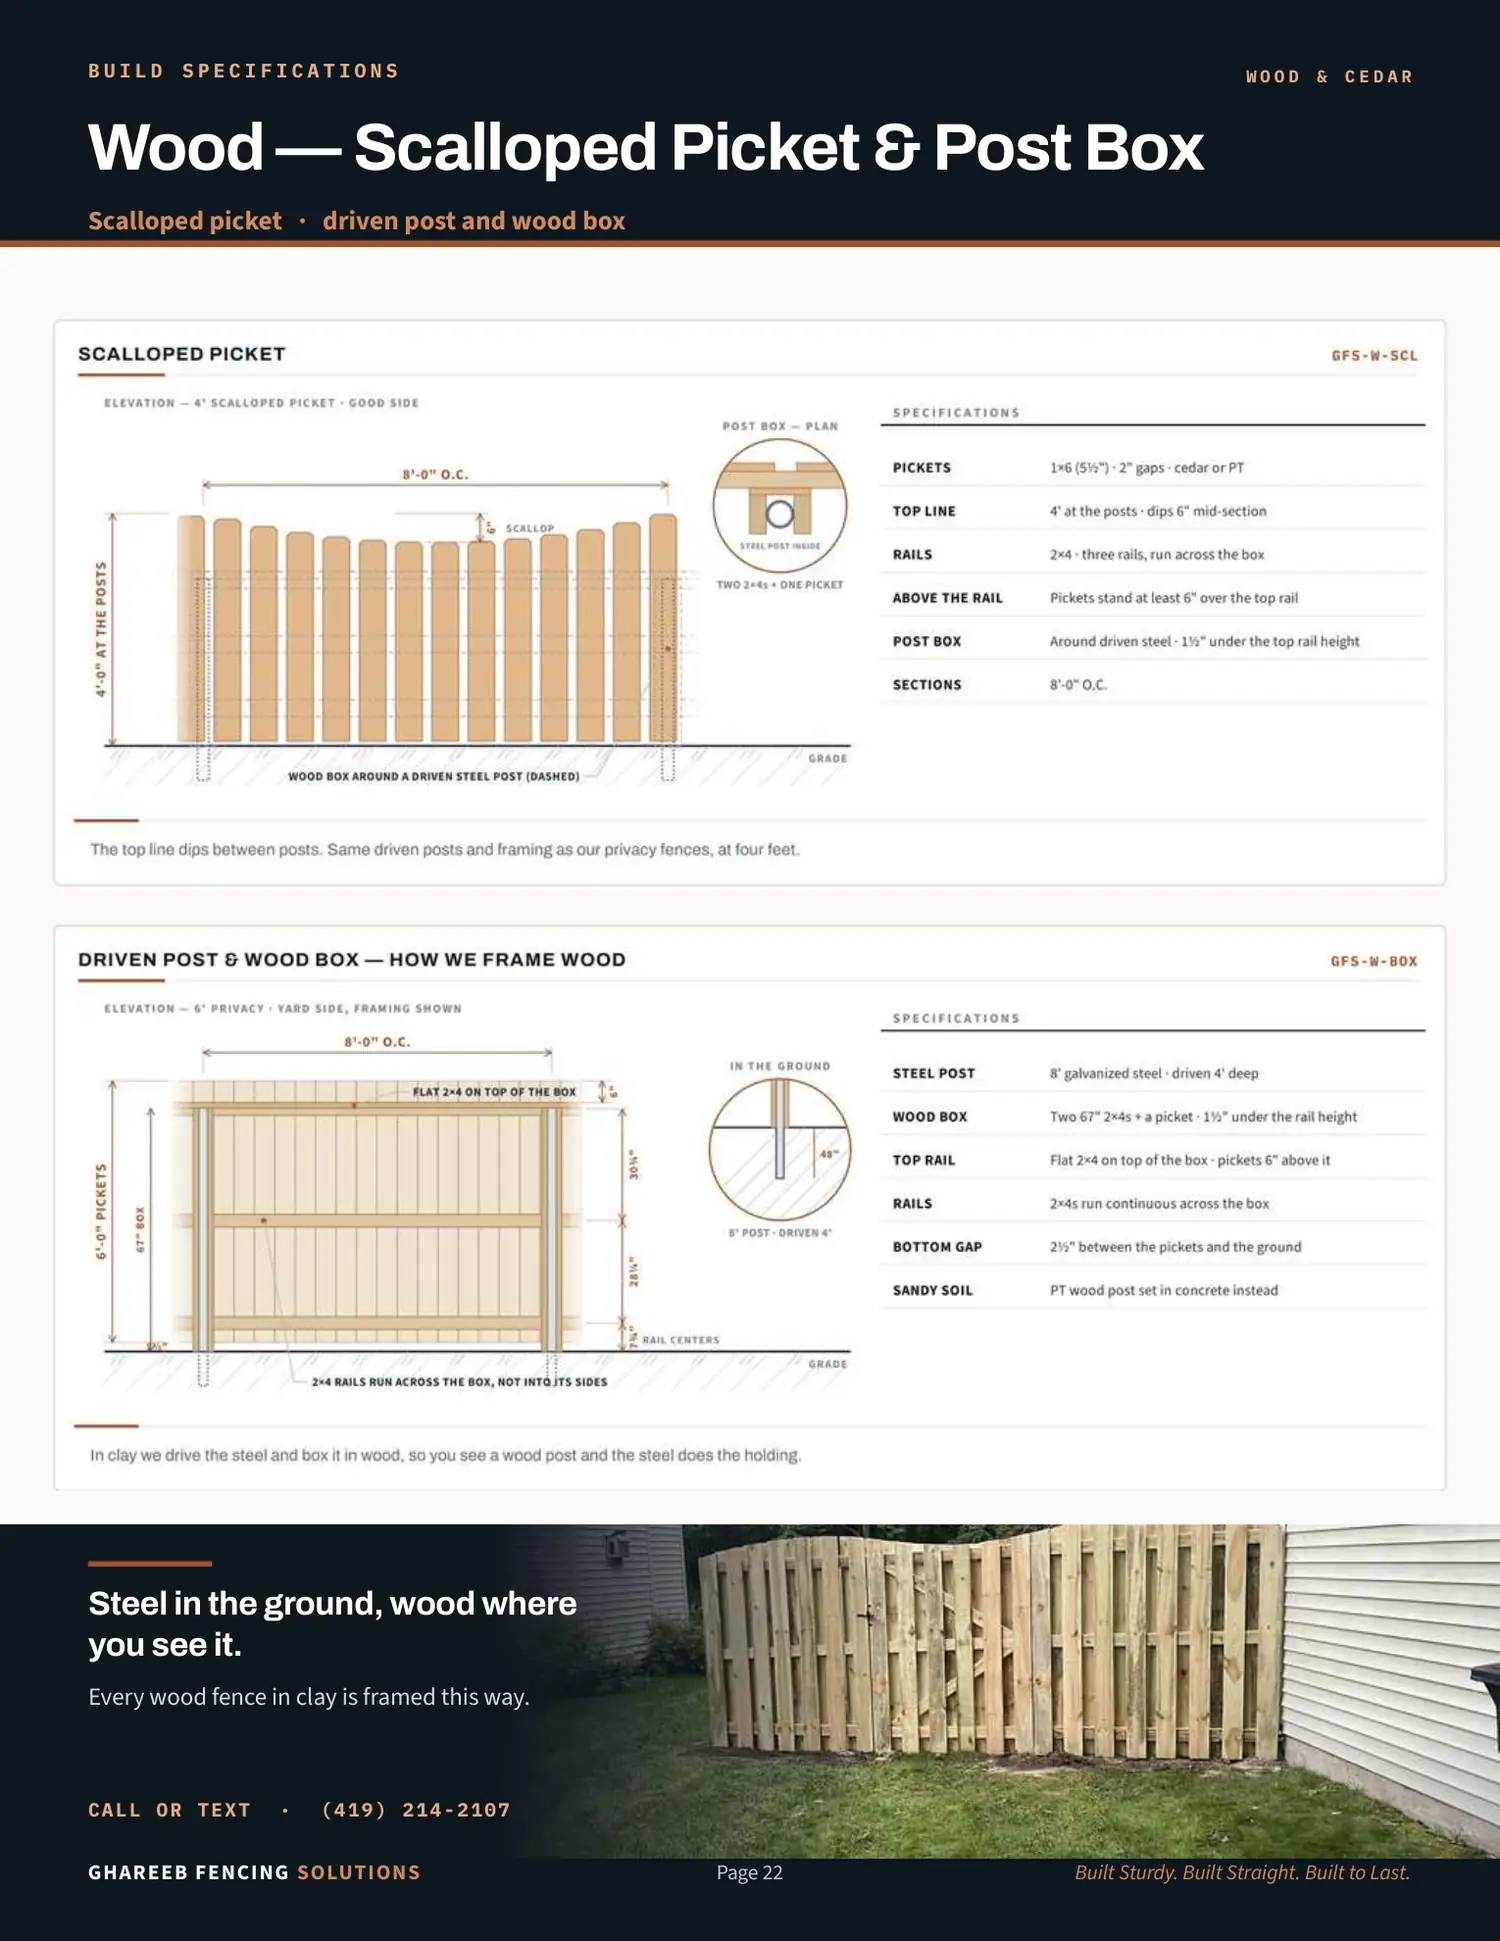 BUILD SPECIFICATIONS
WOOD & CEDAR
Wood — Scalloped Picket & Post Box
Scalloped picket · driven post and wood box
SCALLOPED PICKET
GFS-W-SCL
ELEVATION — 4' SCALLOPED PICKET · GOOD SIDE
8'-0" O.C.
6"
SCALLOP
4'-0" AT THE POSTS
POST BOX — PLAN
STEEL POST INSIDE
TWO 2×4s + ONE PICKET
GRADE
WOOD BOX AROUND A DRIVEN STEEL POST (DASHED)
SPECIFICATIONS
PICKETS 1×6 (5½") · 2" gaps · cedar or PT
TOP LINE 4' at the posts · dips 6" mid-section
RAILS 2×4 · three rails, run across the box
ABOVE THE RAIL Pickets stand at least 6" over the top rail
POST BOX Around driven steel · 1½" under the top rail height
SECTIONS 8'-0" O.C.
The top line dips between posts. Same driven posts and framing as our privacy fences, at four feet.
DRIVEN POST & WOOD BOX — HOW WE FRAME WOOD
GFS-W-BOX
ELEVATION — 6' PRIVACY · YARD SIDE, FRAMING SHOWN
8'-0" O.C.
FLAT 2×4 ON TOP OF THE BOX
6"
6'-0" PICKETS
67" BOX
30¾"
28¼"
7¾"
RAIL CENTERS
GRADE
2×4 RAILS RUN ACROSS THE BOX, NOT INTO ITS SIDES
IN THE GROUND
48"
8' POST · DRIVEN 4'
SPECIFICATIONS
STEEL POST 8' galvanized steel · driven 4' deep
WOOD BOX Two 67" 2×4s + a picket · 1½" under the rail height
TOP RAIL Flat 2×4 on top of the box · pickets 6" above it
RAILS 2×4s run continuous across the box
BOTTOM GAP 2½" between the pickets and the ground
SANDY SOIL PT wood post set in concrete instead
In clay we drive the steel and box it in wood, so you see a wood post and the steel does the holding.
Steel in the ground, wood where
you see it.
Every wood fence in clay is framed this way.
CALL OR TEXT · (419) 214-2107
GHAREEB FENCING SOLUTIONS
Page 22
Built Sturdy. Built Straight. Built to Last.